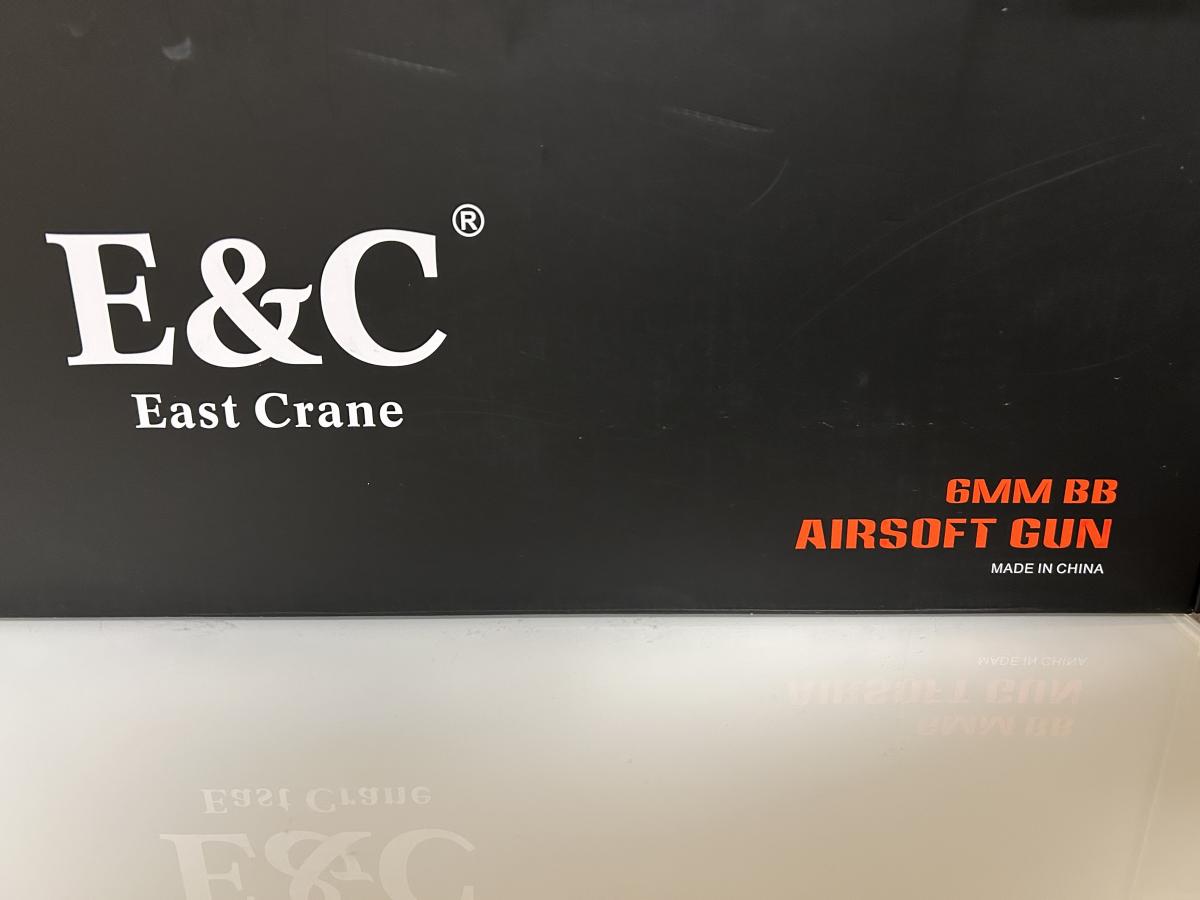 E&C®
East Crane
6MM BB
AIRSOFT GUN
MADE IN CHINA